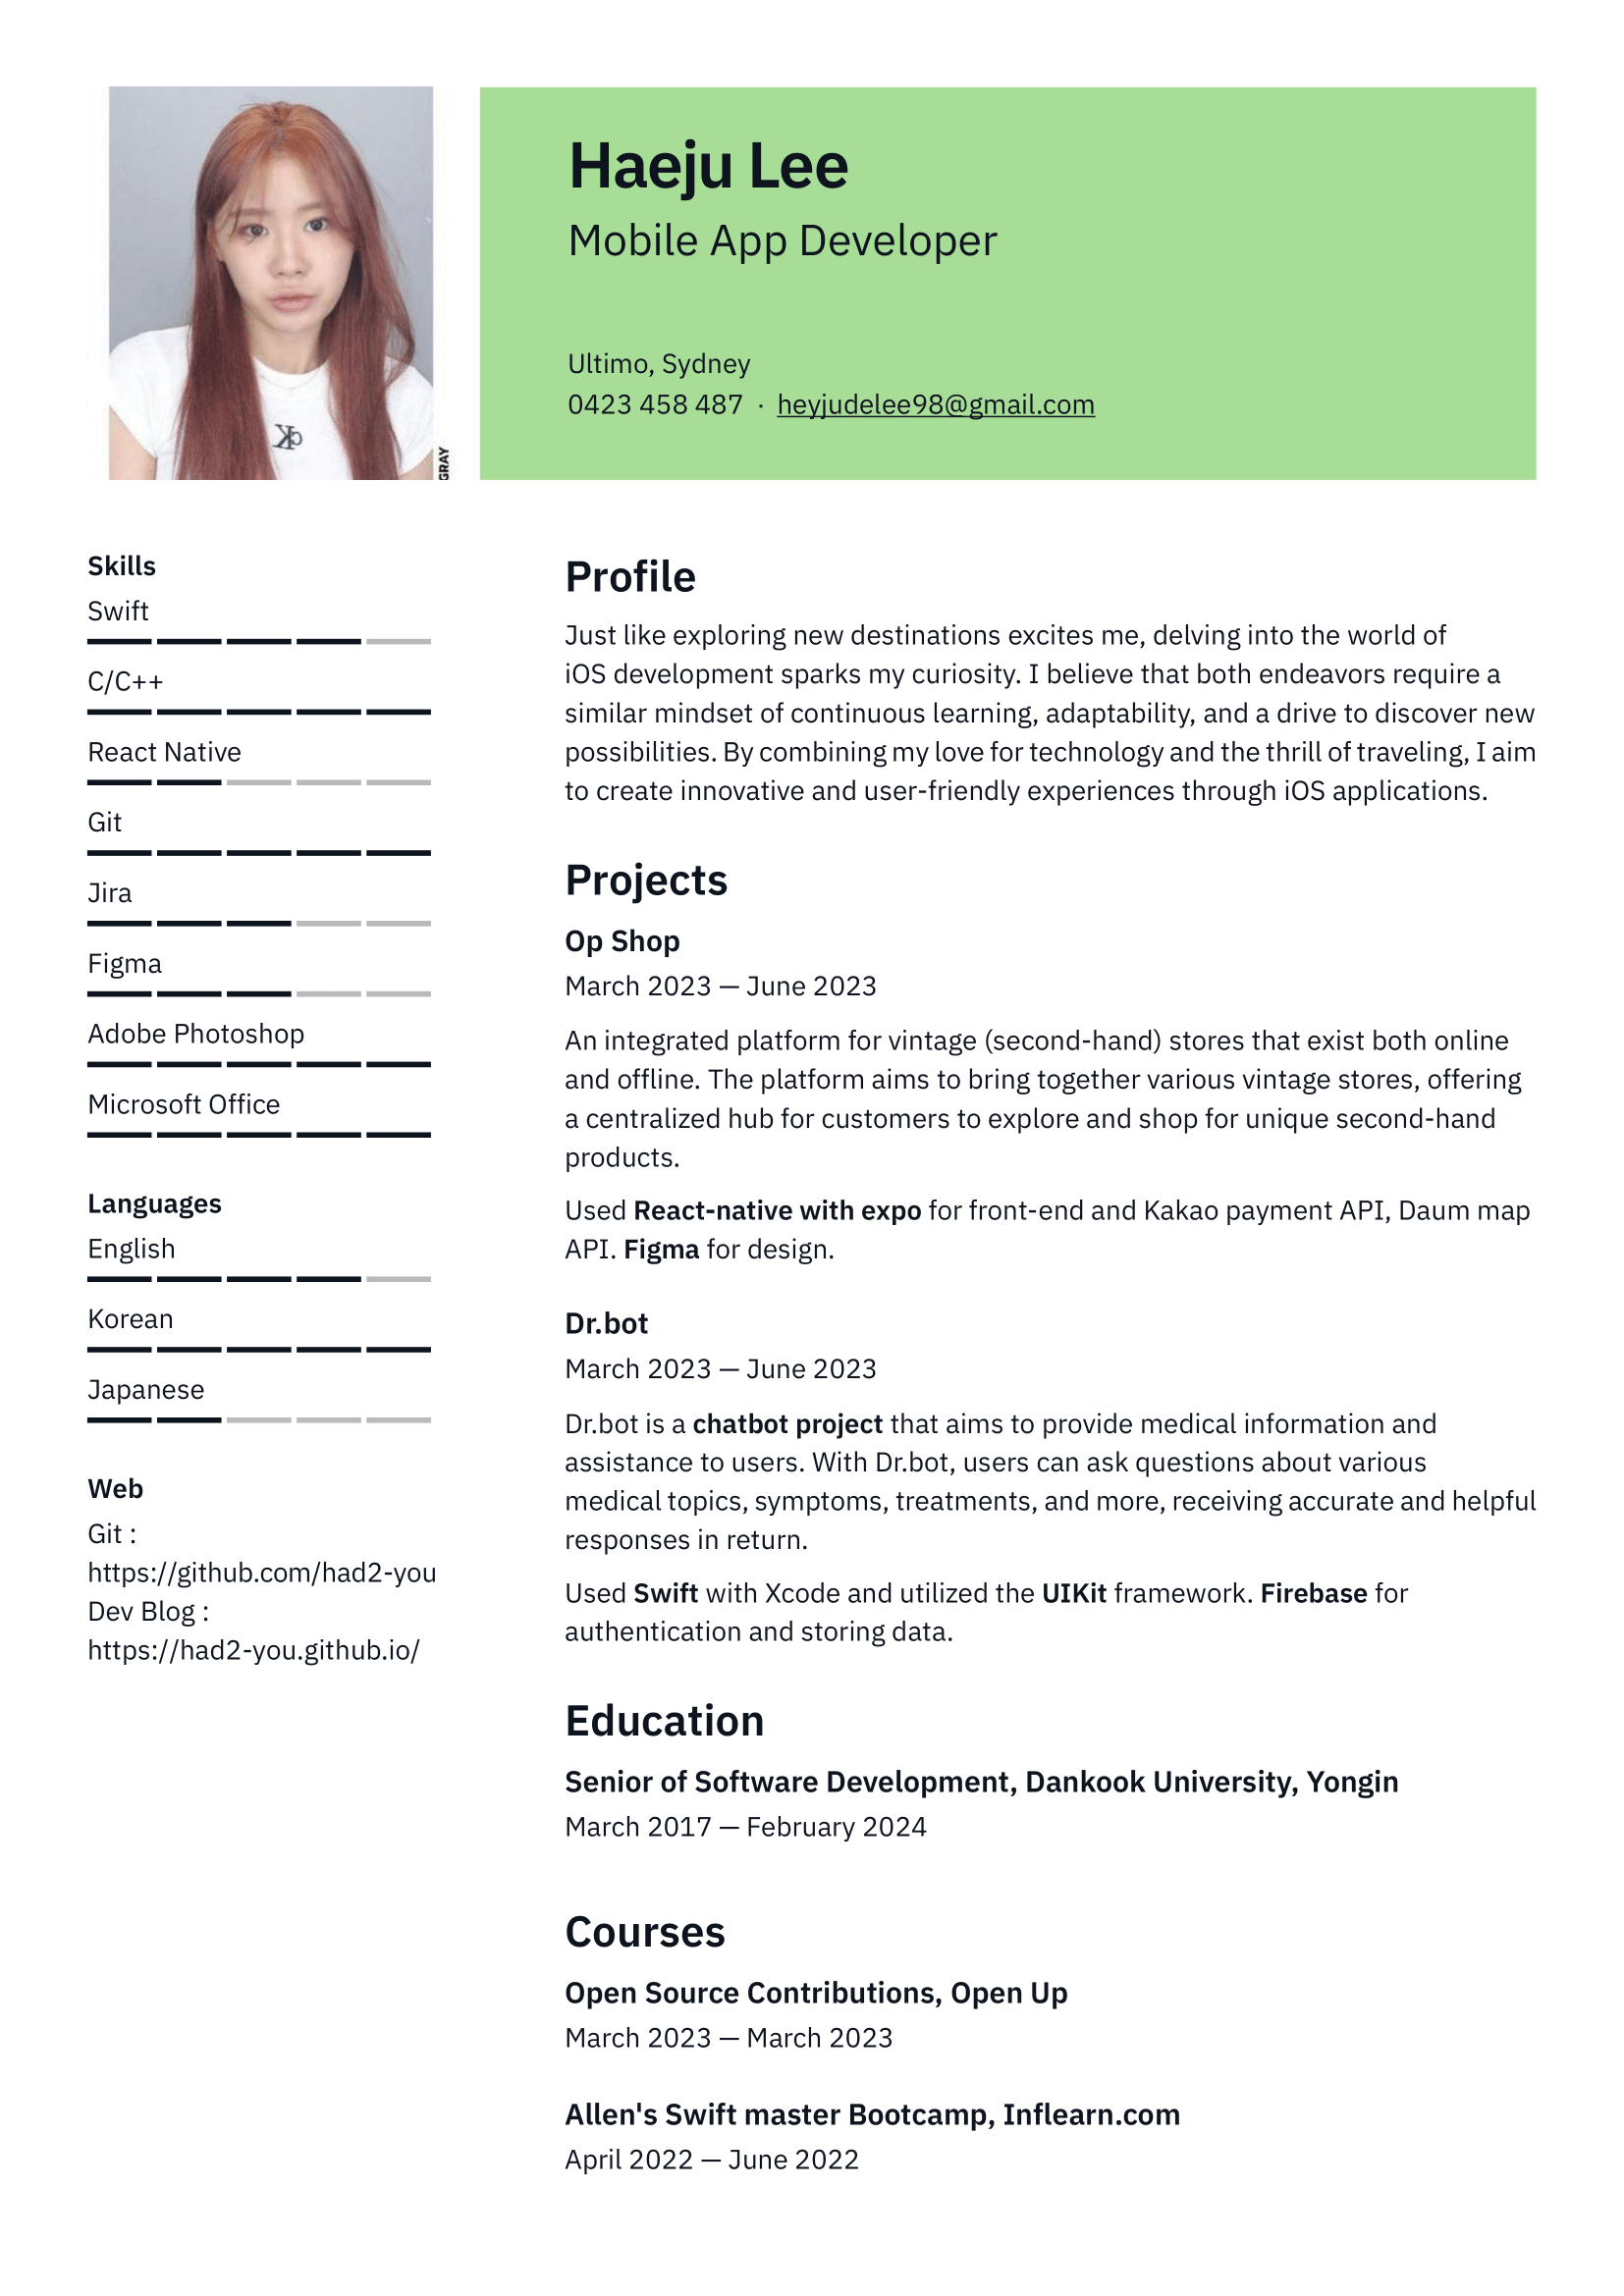 Haeju Lee
Mobile App Developer
Ultimo, Sydney
0423 458 487 · heyjudelee98@gmail.com
GRAY
Skills
Swift
C/C++
React Native
Git
Jira
Figma
Adobe Photoshop
Microsoft Office
Languages
English
Korean
Japanese
Web
Git :
https://github.com/had2-you
Dev Blog :
https://had2-you.github.io/
Profile
Just like exploring new destinations excites me, delving into the world of
iOS development sparks my curiosity. I believe that both endeavors require a
similar mindset of continuous learning, adaptability, and a drive to discover new
possibilities. By combining my love for technology and the thrill of traveling, I aim
to create innovative and user-friendly experiences through iOS applications.
Projects
Op Shop
March 2023 — June 2023
An integrated platform for vintage (second-hand) stores that exist both online
and offline. The platform aims to bring together various vintage stores, offering
a centralized hub for customers to explore and shop for unique second-hand
products.
Used React-native with expo for front-end and Kakao payment API, Daum map
API. Figma for design.
Dr.bot
March 2023 — June 2023
Dr.bot is a chatbot project that aims to provide medical information and
assistance to users. With Dr.bot, users can ask questions about various
medical topics, symptoms, treatments, and more, receiving accurate and helpful
responses in return.
Used Swift with Xcode and utilized the UIKit framework. Firebase for
authentication and storing data.
Education
Senior of Software Development, Dankook University, Yongin
March 2017 — February 2024
Courses
Open Source Contributions, Open Up
March 2023 — March 2023
Allen's Swift master Bootcamp, Inflearn.com
April 2022 — June 2022